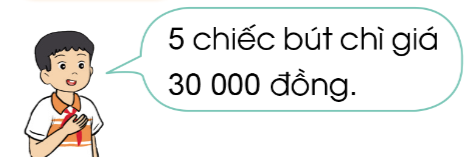 5 chiếc bút chì giá
30 000 đồng.